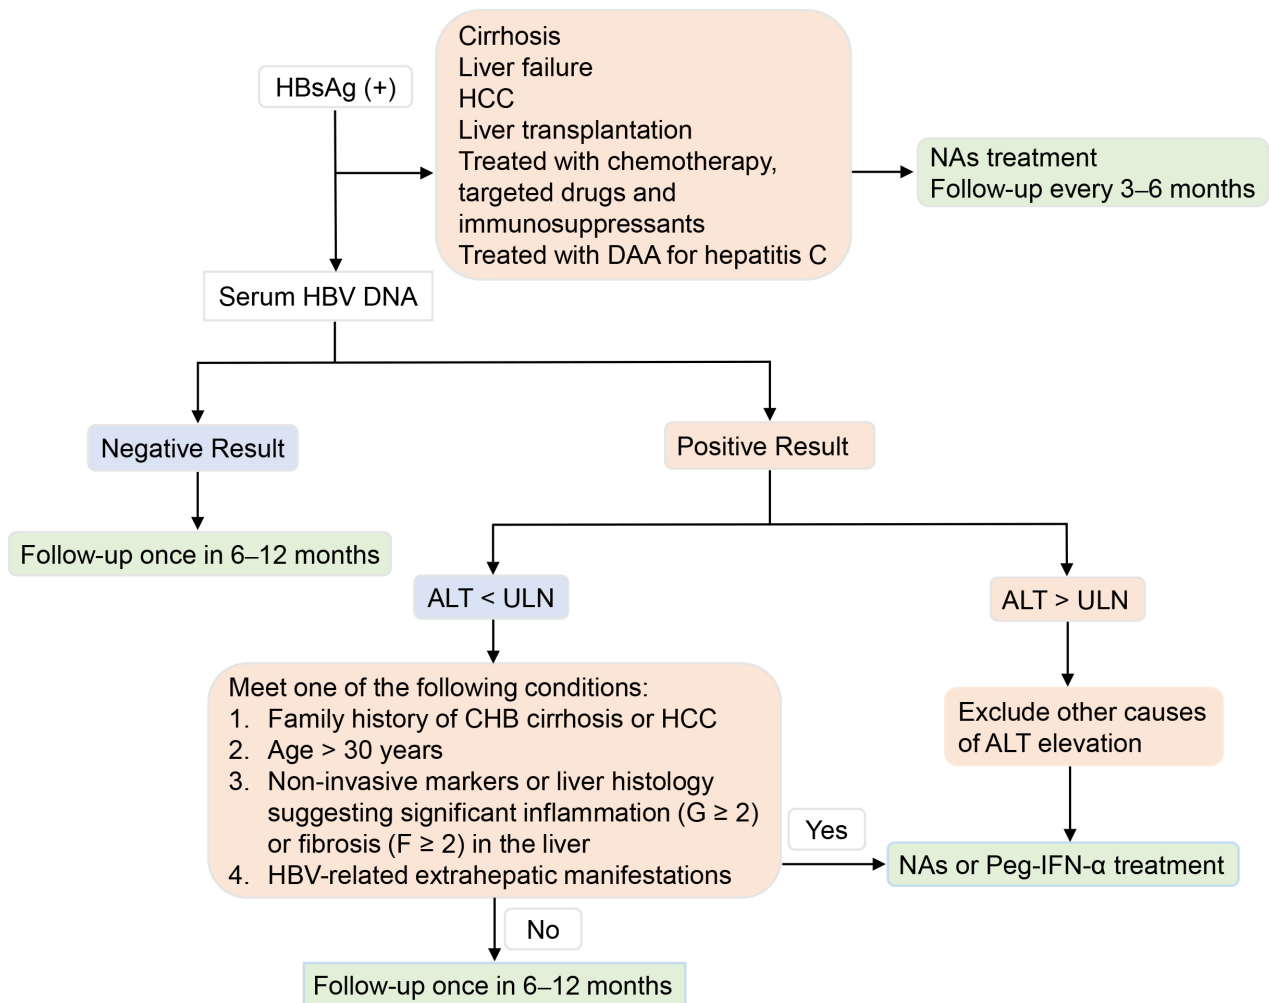 HBsAg (+)
Cirrhosis
Liver failure
HCC
Liver transplantation
Treated with chemotherapy,
targeted drugs and
immunosuppressants
Treated with DAA for hepatitis C
NAs treatment
Follow-up every 3–6 months
Serum HBV DNA
Negative Result
Positive Result
Follow-up once in 6–12 months
ALT < ULN
ALT > ULN
Meet one of the following conditions:
1. Family history of CHB cirrhosis or HCC
2. Age > 30 years
3. Non-invasive markers or liver histology
suggesting significant inflammation (G ≥ 2)
or fibrosis (F ≥ 2) in the liver
4. HBV-related extrahepatic manifestations
Exclude other causes
of ALT elevation
Yes
NAs or Peg-IFN-α treatment
No
Follow-up once in 6–12 months